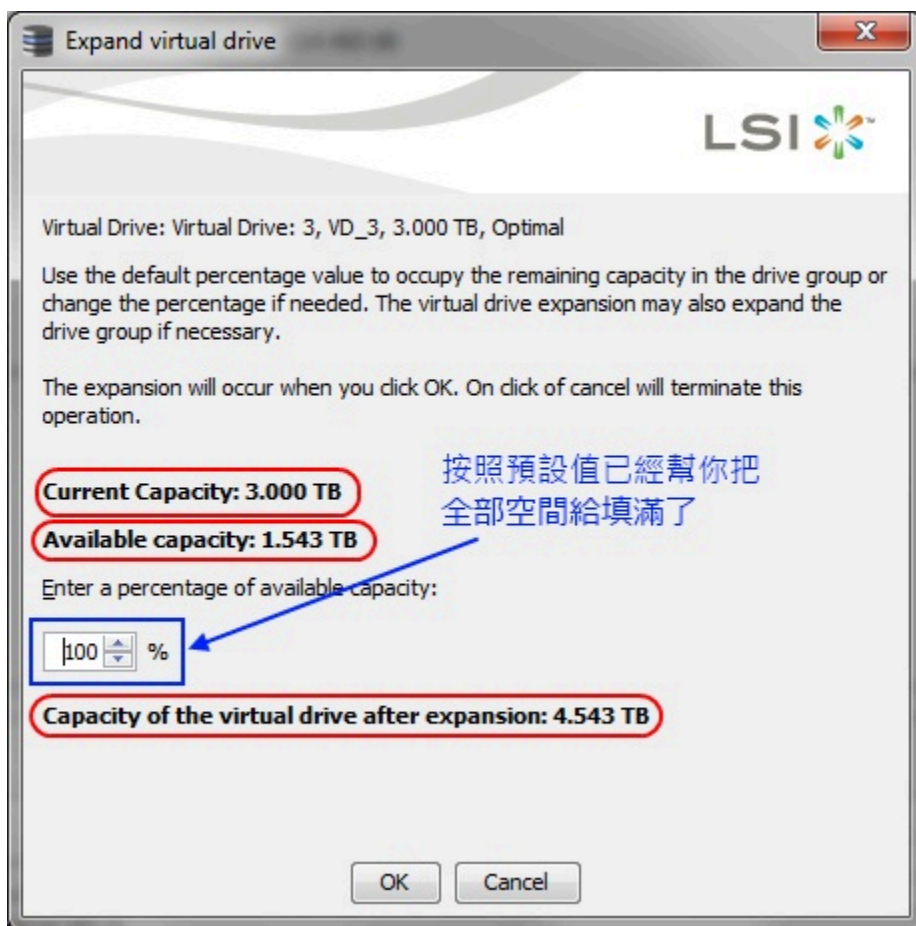 Expand virtual drive
LSI
Virtual Drive: Virtual Drive: 3, VD_3, 3.000 TB, Optimal
Use the default percentage value to occupy the remaining capacity in the drive group or
change the percentage if needed. The virtual drive expansion may also expand the
drive group if necessary.
The expansion will occur when you click OK. On click of cancel will terminate this
operation.
按照預設值已經幫你把
全部空間給填滿了
Current Capacity: 3.000 TB
Available capacity: 1.543 TB
Enter a percentage of available capacity:
100 %
Capacity of the virtual drive after expansion: 4.543 TB
OK
Cancel